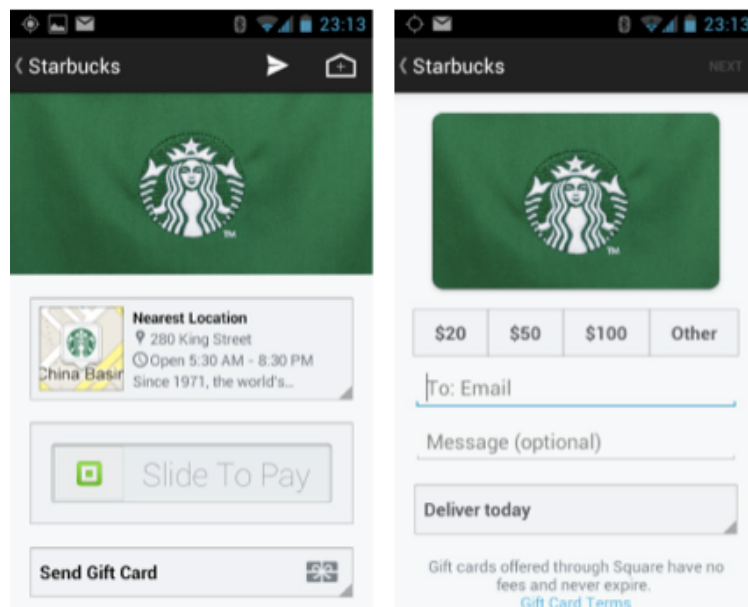 23:13
Starbucks
TM
Nearest Location
280 King Street
Open 5:30 AM - 8:30 PM
Since 1971, the world's...
China Basin
Slide To Pay
Send Gift Card
23:13
Starbucks
NEXT
TM
$20 $50 $100 Other
To: Email
Message (optional)
Deliver today
Gift cards offered through Square have no
fees and never expire.
Gift Card Terms